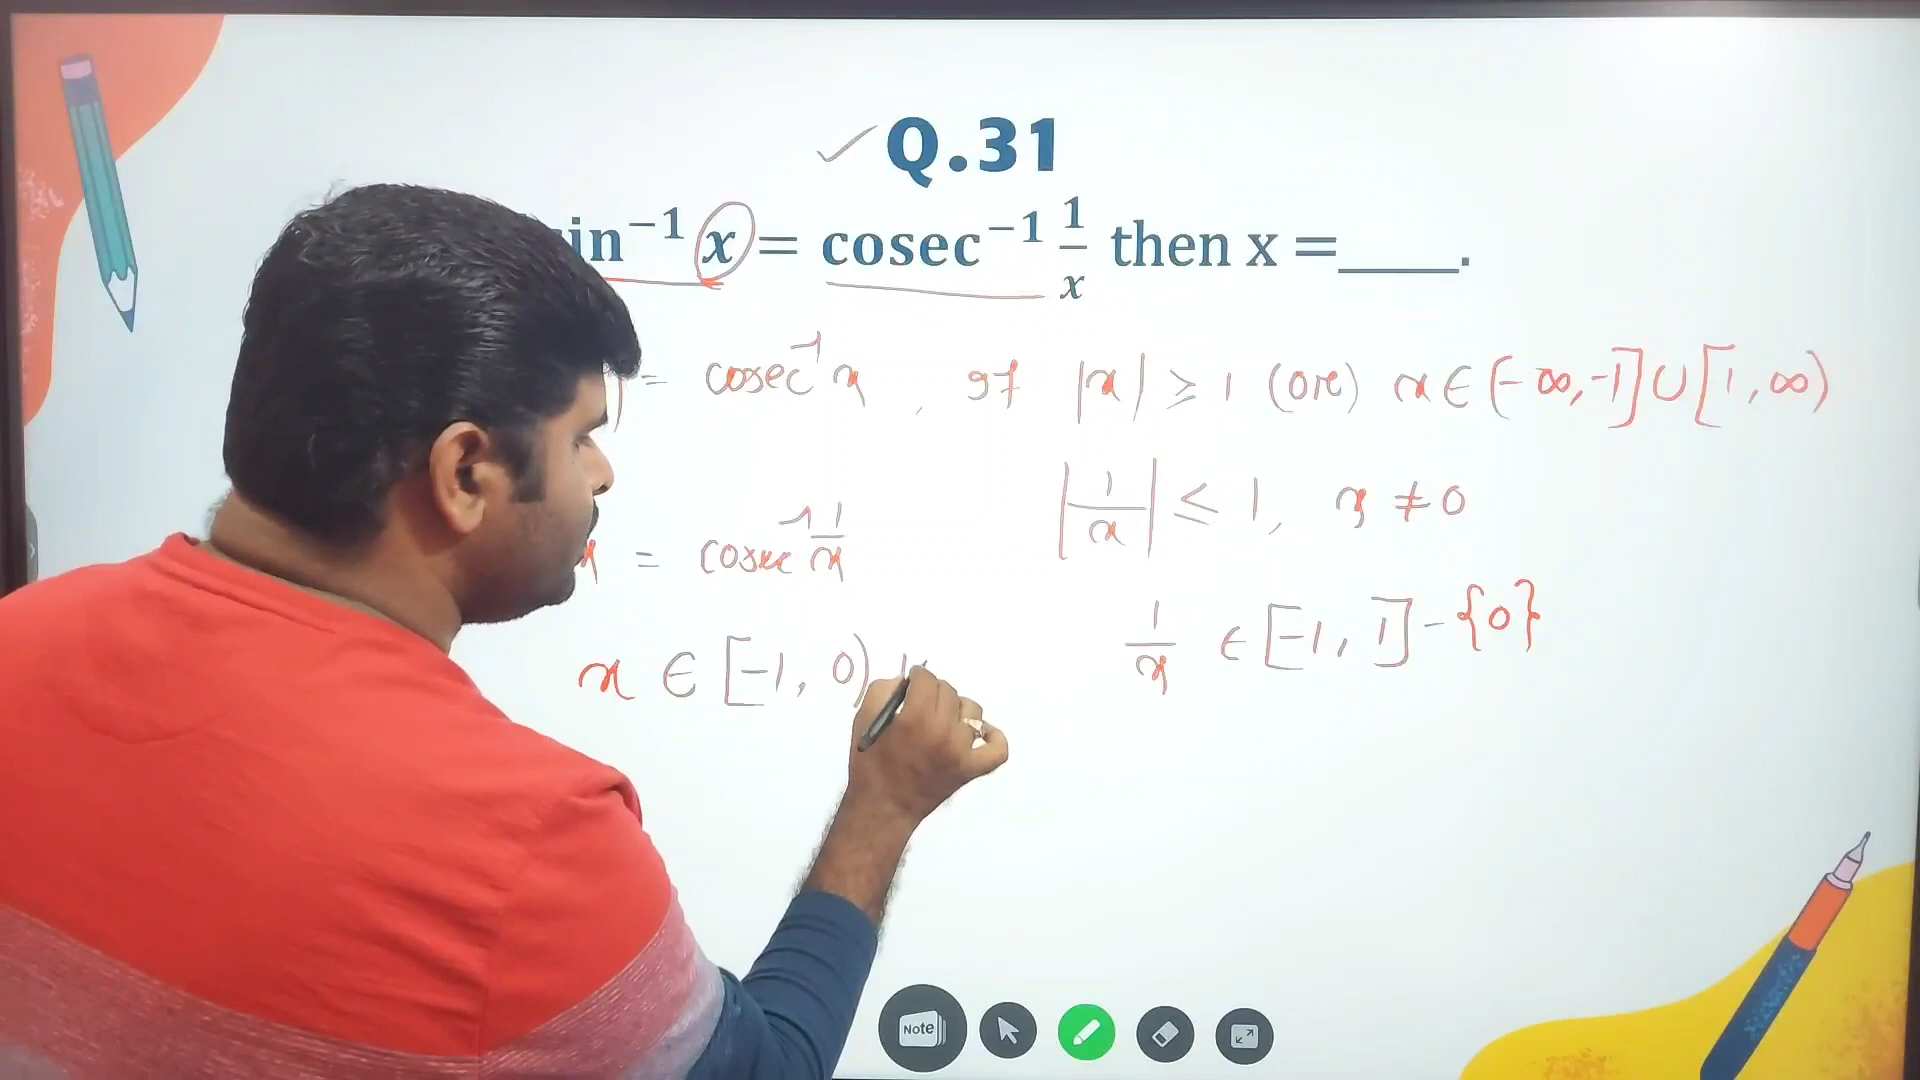 Q.31
in⁻¹ x = cosec⁻¹ 1/x then x =____.
= cosec⁻¹ x , if |x| ≥ 1 (or) x ∈ (-∞, -1] ∪ [1, ∞)
|1/x| ≤ 1, x ≠ 0
x = cosec⁻¹ 1/x
1/x ∈ [-1, 1] - {0}
x ∈ [-1, 0)
Note